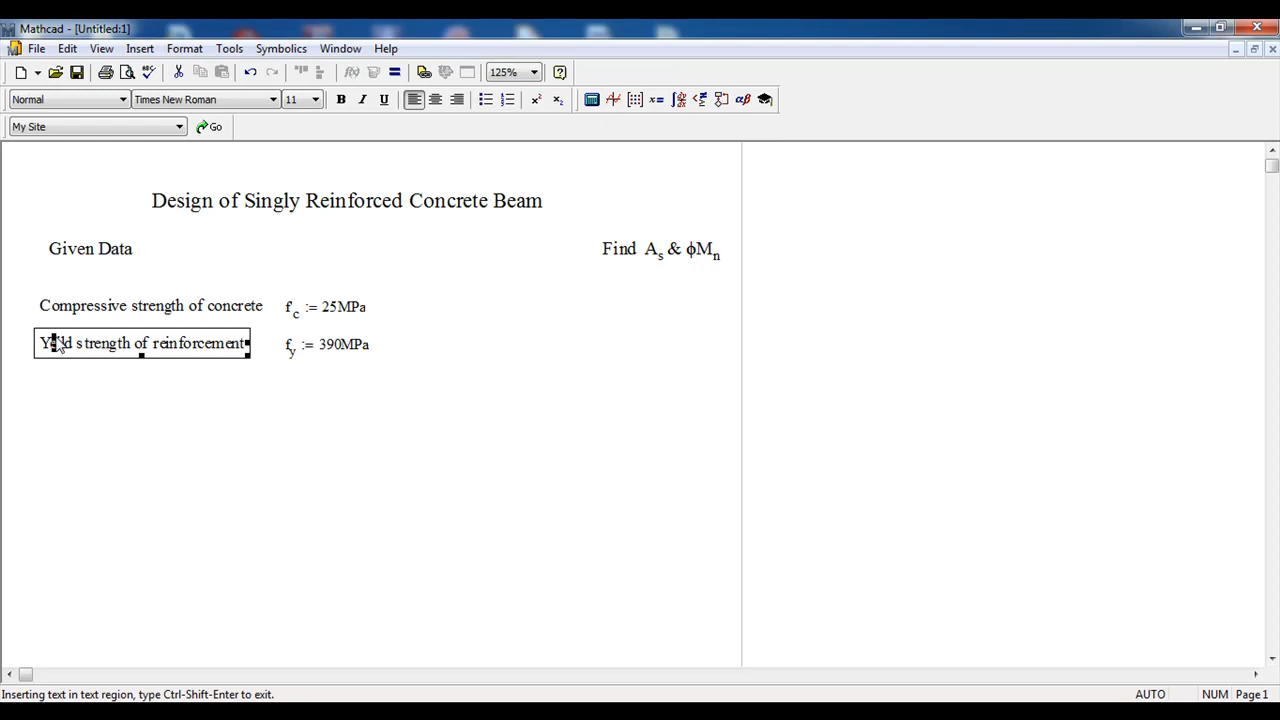 Mathcad - [Untitled:1]
File Edit View Insert Format Tools Symbolics Window Help
125%
Normal Times New Roman 11 B I U
My Site Go
Design of Singly Reinforced Concrete Beam
Given Data Find As & ϕMn
Compressive strength of concrete f'c := 25MPa
strength of reinforcement fy := 390MPa
Inserting text in text region, type Ctrl-Shift-Enter to exit. AUTO NUM Page 1